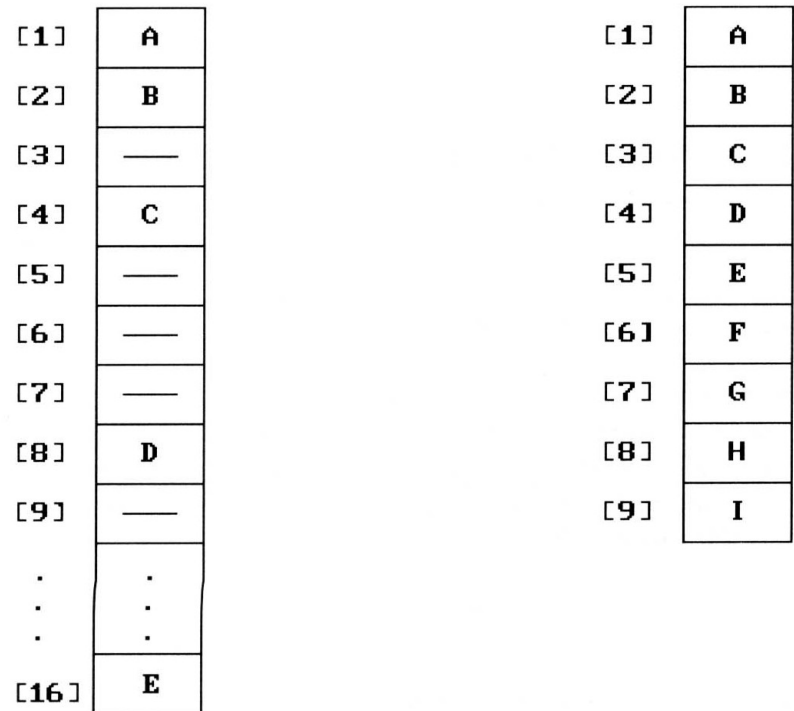 [1] A
[2] B
[3] —
[4] C
[5] —
[6] —
[7] —
[8] D
[9] —
. .
. .
. .
[16] E
[1] A
[2] B
[3] C
[4] D
[5] E
[6] F
[7] G
[8] H
[9] I